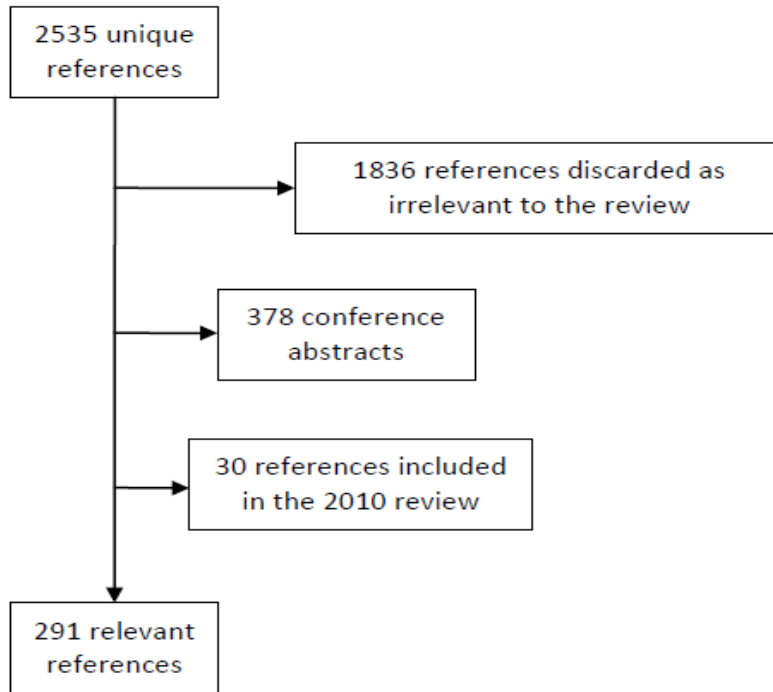 2535 unique
references
1836 references discarded as
irrelevant to the review
378 conference
abstracts
30 references included
in the 2010 review
291 relevant
references